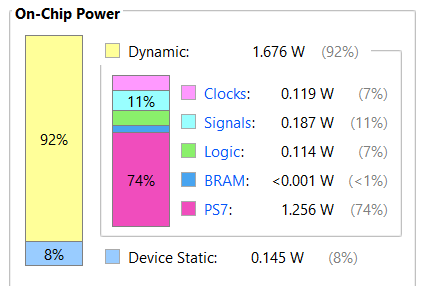 On-Chip Power
92%
8%
Dynamic: 1.676 W (92%)
11%
74%
Clocks: 0.119 W (7%)
Signals: 0.187 W (11%)
Logic: 0.114 W (7%)
BRAM: <0.001 W (<1%)
PS7: 1.256 W (74%)
Device Static: 0.145 W (8%)